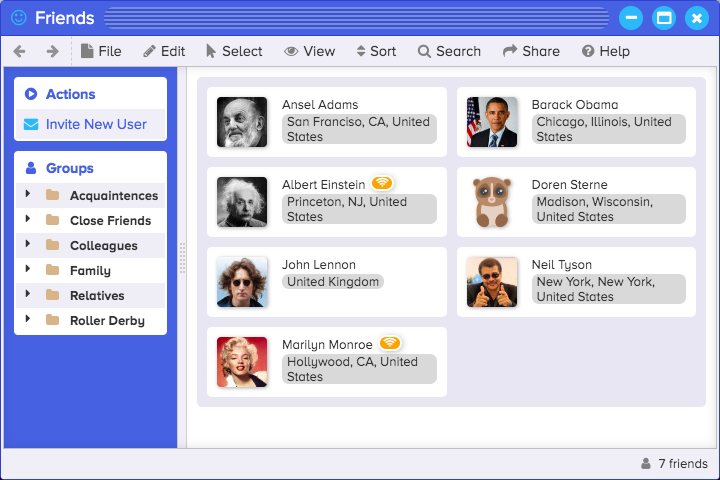 Friends
File Edit Select View Sort Search Share Help
Actions
Invite New User
Groups
Acquaintences
Close Friends
Colleagues
Family
Relatives
Roller Derby
Ansel Adams
San Franciso, CA, United
States
Barack Obama
Chicago, Illinois, United
States
Albert Einstein
Princeton, NJ, United
States
Doren Sterne
Madison, Wisconsin,
United States
John Lennon
United Kingdom
Neil Tyson
New York, New York,
United States
Marilyn Monroe
Hollywood, CA, United
States
7 friends